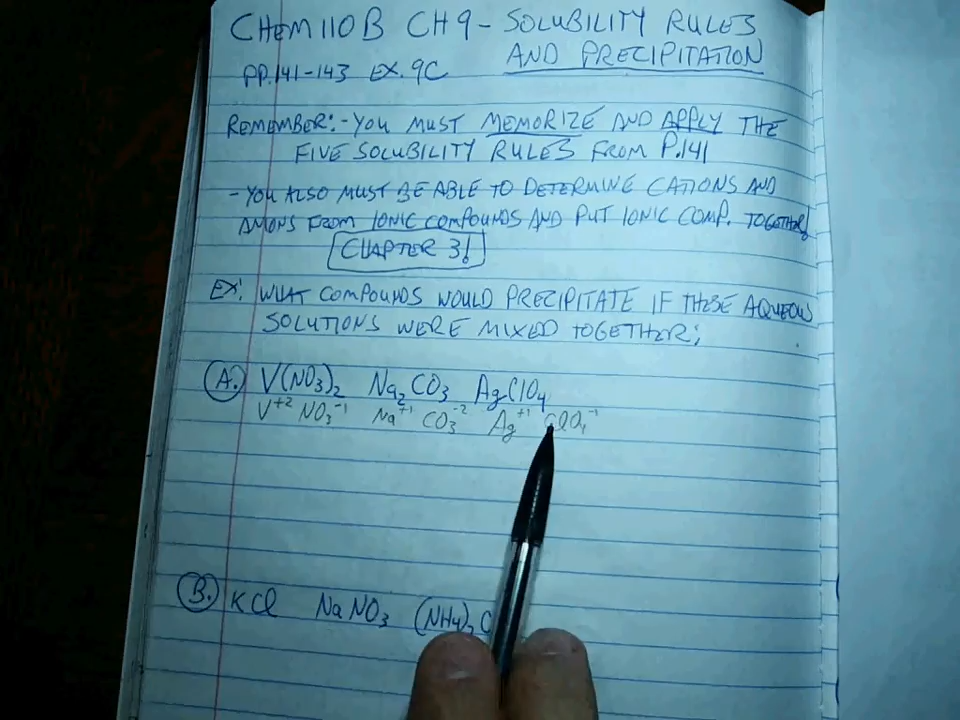 CHEM 110B CH 9 - SOLUBILITY RULES
AND PRECIPITATION
PP.141-143 EX. 9C
REMEMBER: - YOU MUST MEMORIZE AND APPLY THE
FIVE SOLUBILITY RULES FROM P.141
- YOU ALSO MUST BE ABLE TO DETERMINE CATIONS AND
ANIONS FROM IONIC COMPOUNDS AND PUT IONIC COMP. TOGETHER!
CHAPTER 3!
EX: WHAT COMPOUNDS WOULD PRECIPITATE IF THESE AQUEOUS
SOLUTIONS WERE MIXED TOGETHER:
A. V(NO₃)₂ Na₂CO₃ AgClO₄
V⁺² NO₃⁻¹ Na⁺¹ CO₃⁻² Ag⁺¹ ClO₄⁻¹
B. KCl NaNO₃ (NH₄)₂C